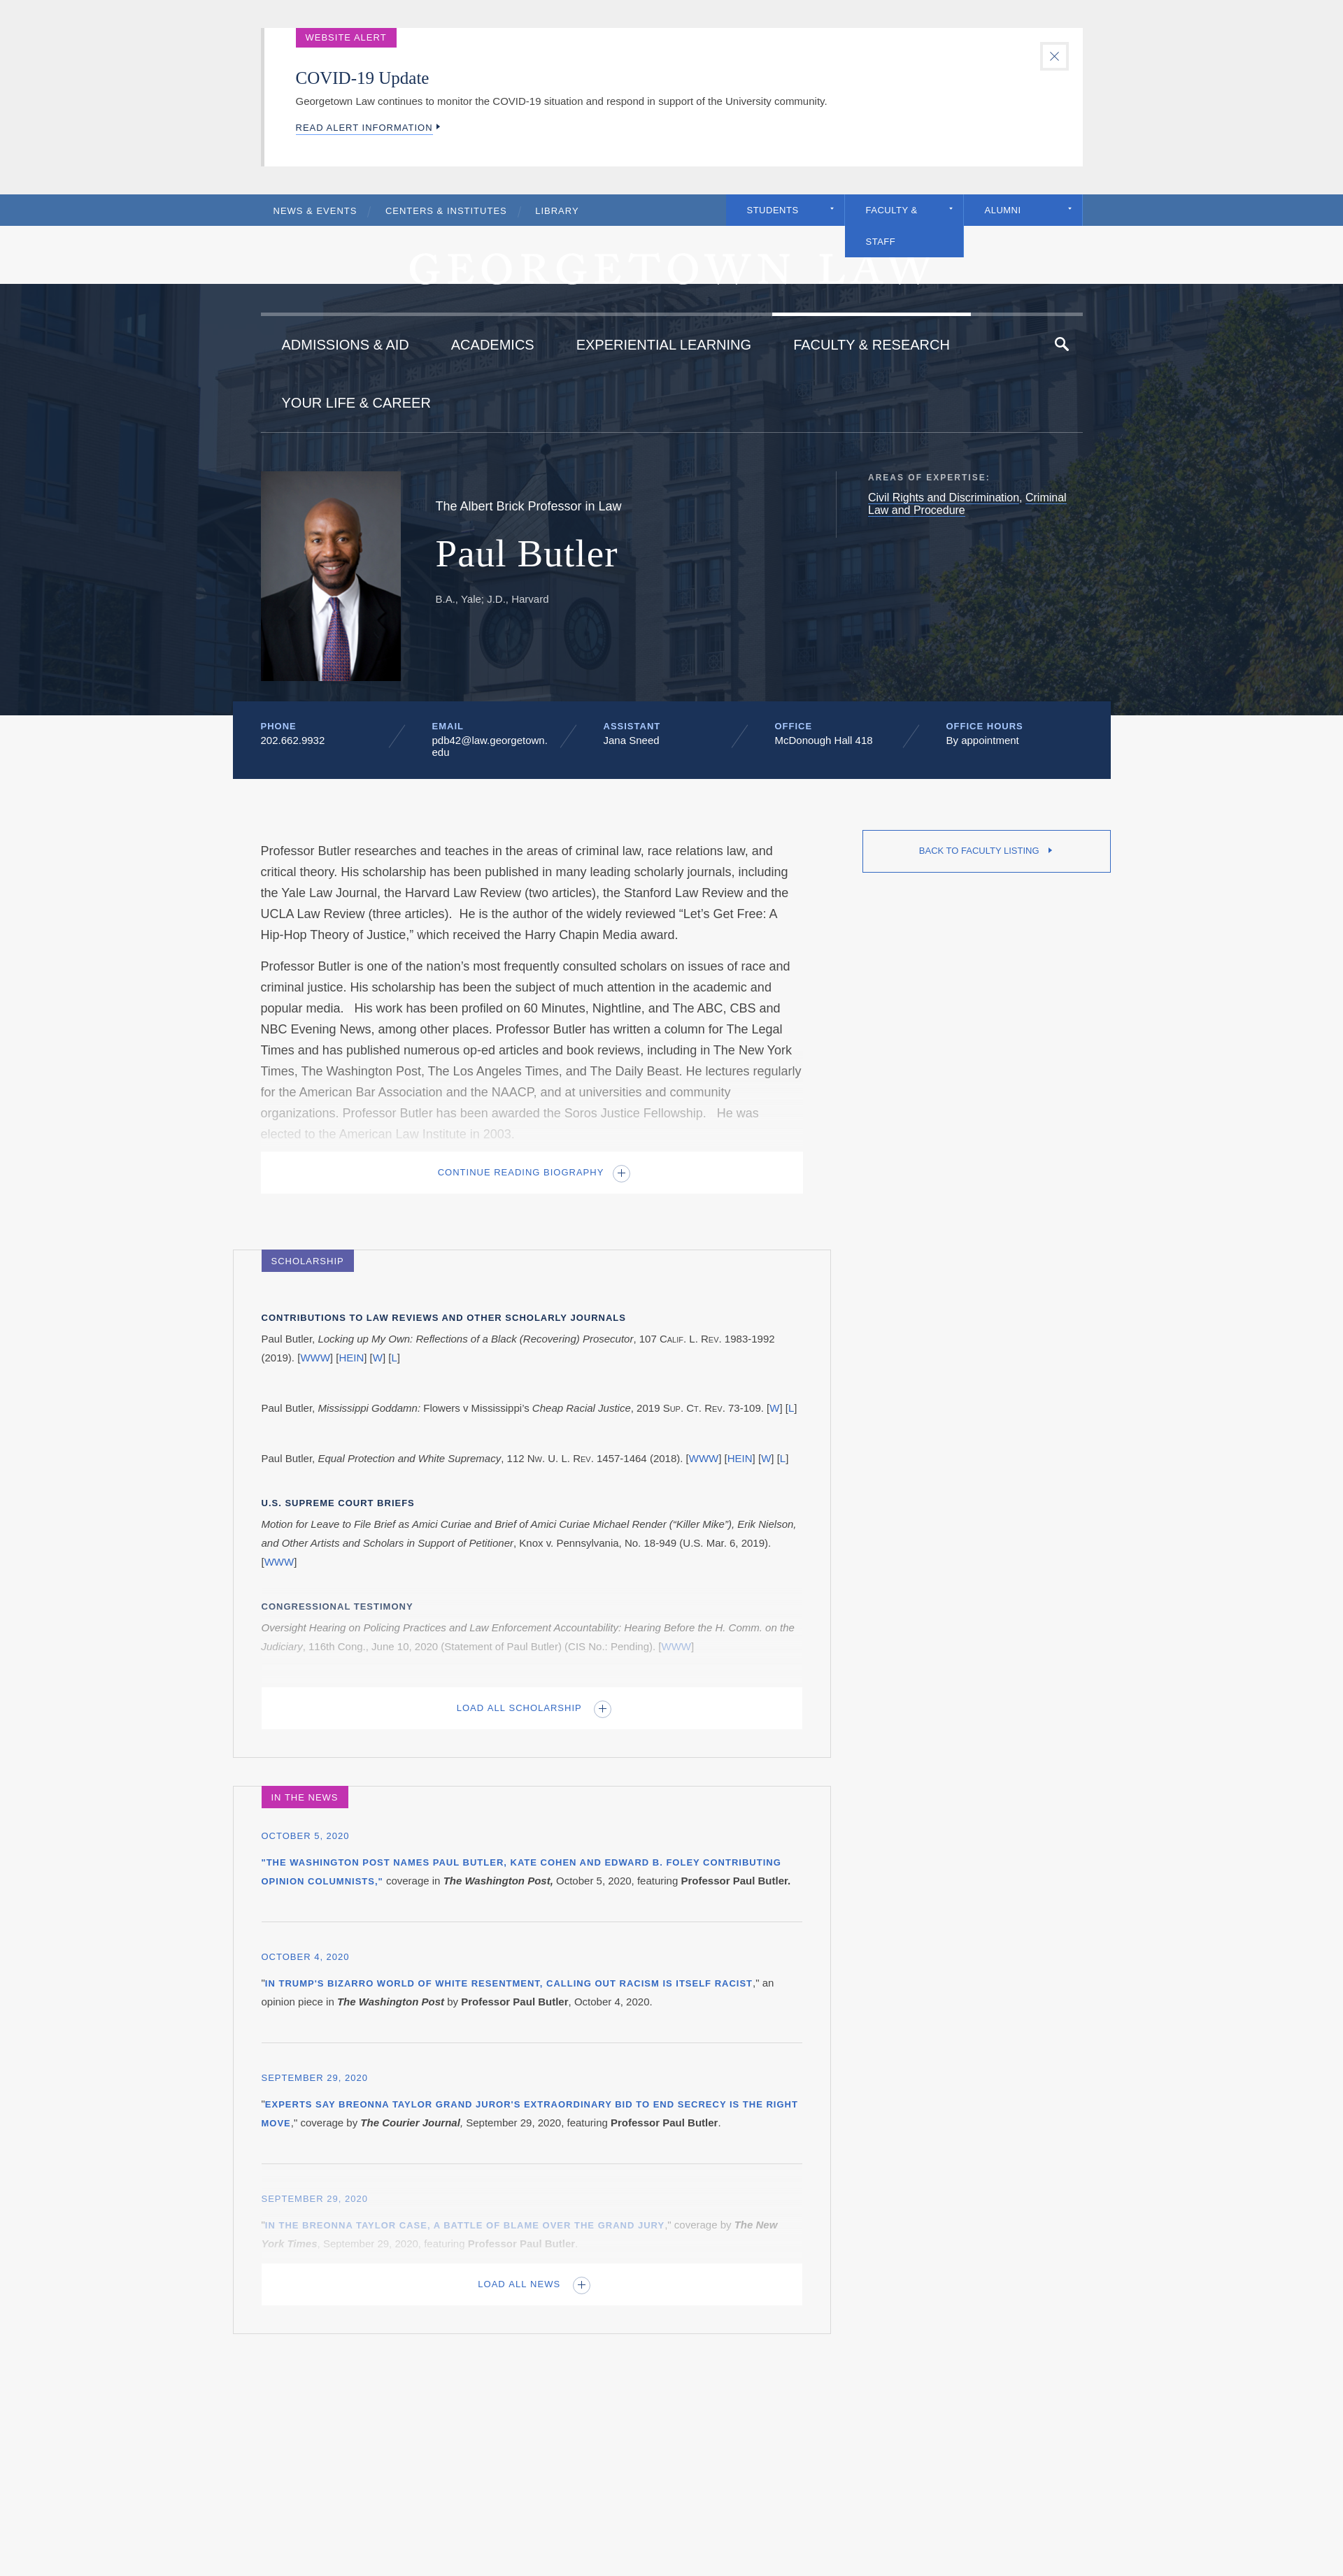 WEBSITE ALERT
COVID-19 Update
Georgetown Law continues to monitor the COVID-19 situation and respond in support of the University community.
READ ALERT INFORMATION
NEWS & EVENTS
CENTERS & INSTITUTES
LIBRARY
STUDENTS
FACULTY &
STAFF
ALUMNI
GEORGETOWN LAW
ADMISSIONS & AID
ACADEMICS
EXPERIENTIAL LEARNING
FACULTY & RESEARCH
YOUR LIFE & CAREER
The Albert Brick Professor in Law
Paul Butler
B.A., Yale; J.D., Harvard
AREAS OF EXPERTISE:
Civil Rights and Discrimination, Criminal
Law and Procedure
PHONE
202.662.9932
EMAIL
pdb42@law.georgetown.
edu
ASSISTANT
Jana Sneed
OFFICE
McDonough Hall 418
OFFICE HOURS
By appointment
BACK TO FACULTY LISTING
Professor Butler researches and teaches in the areas of criminal law, race relations law, and
critical theory. His scholarship has been published in many leading scholarly journals, including
the Yale Law Journal, the Harvard Law Review (two articles), the Stanford Law Review and the
UCLA Law Review (three articles).  He is the author of the widely reviewed “Let’s Get Free: A
Hip-Hop Theory of Justice,” which received the Harry Chapin Media award.
Professor Butler is one of the nation’s most frequently consulted scholars on issues of race and
criminal justice. His scholarship has been the subject of much attention in the academic and
popular media.   His work has been profiled on 60 Minutes, Nightline, and The ABC, CBS and
NBC Evening News, among other places. Professor Butler has written a column for The Legal
Times and has published numerous op-ed articles and book reviews, including in The New York
Times, The Washington Post, The Los Angeles Times, and The Daily Beast. He lectures regularly
for the American Bar Association and the NAACP, and at universities and community
organizations. Professor Butler has been awarded the Soros Justice Fellowship.   He was
elected to the American Law Institute in 2003.
CONTINUE READING BIOGRAPHY
SCHOLARSHIP
CONTRIBUTIONS TO LAW REVIEWS AND OTHER SCHOLARLY JOURNALS
Paul Butler, Locking up My Own: Reflections of a Black (Recovering) Prosecutor, 107 Calif. L. Rev. 1983-1992
(2019). [WWW] [HEIN] [W] [L]
Paul Butler, Mississippi Goddamn: Flowers v Mississippi’s Cheap Racial Justice, 2019 Sup. Ct. Rev. 73-109. [W] [L]
Paul Butler, Equal Protection and White Supremacy, 112 Nw. U. L. Rev. 1457-1464 (2018). [WWW] [HEIN] [W] [L]
U.S. SUPREME COURT BRIEFS
Motion for Leave to File Brief as Amici Curiae and Brief of Amici Curiae Michael Render (“Killer Mike”), Erik Nielson,
and Other Artists and Scholars in Support of Petitioner, Knox v. Pennsylvania, No. 18-949 (U.S. Mar. 6, 2019).
[WWW]
CONGRESSIONAL TESTIMONY
Oversight Hearing on Policing Practices and Law Enforcement Accountability: Hearing Before the H. Comm. on the
Judiciary, 116th Cong., June 10, 2020 (Statement of Paul Butler) (CIS No.: Pending). [WWW]
LOAD ALL SCHOLARSHIP
IN THE NEWS
OCTOBER 5, 2020
"THE WASHINGTON POST NAMES PAUL BUTLER, KATE COHEN AND EDWARD B. FOLEY CONTRIBUTING
OPINION COLUMNISTS," coverage in The Washington Post, October 5, 2020, featuring Professor Paul Butler.
OCTOBER 4, 2020
"IN TRUMP'S BIZARRO WORLD OF WHITE RESENTMENT, CALLING OUT RACISM IS ITSELF RACIST," an
opinion piece in The Washington Post by Professor Paul Butler, October 4, 2020.
SEPTEMBER 29, 2020
"EXPERTS SAY BREONNA TAYLOR GRAND JUROR'S EXTRAORDINARY BID TO END SECRECY IS THE RIGHT
MOVE," coverage by The Courier Journal, September 29, 2020, featuring Professor Paul Butler.
SEPTEMBER 29, 2020
"IN THE BREONNA TAYLOR CASE, A BATTLE OF BLAME OVER THE GRAND JURY," coverage by The New
York Times, September 29, 2020, featuring Professor Paul Butler.
LOAD ALL NEWS